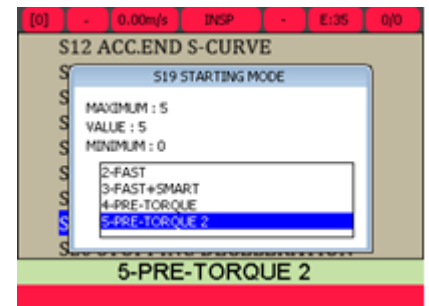 [0] - 0.00m/s INSP - E:35 0/0
S12 ACC.END S-CURVE
S19 STARTING MODE
MAXIMUM : 5
VALUE : 5
MINIMUM : 0
2-FAST
3-FAST+SMART
4-PRE-TORQUE
5-PRE-TORQUE 2
5-PRE-TORQUE 2